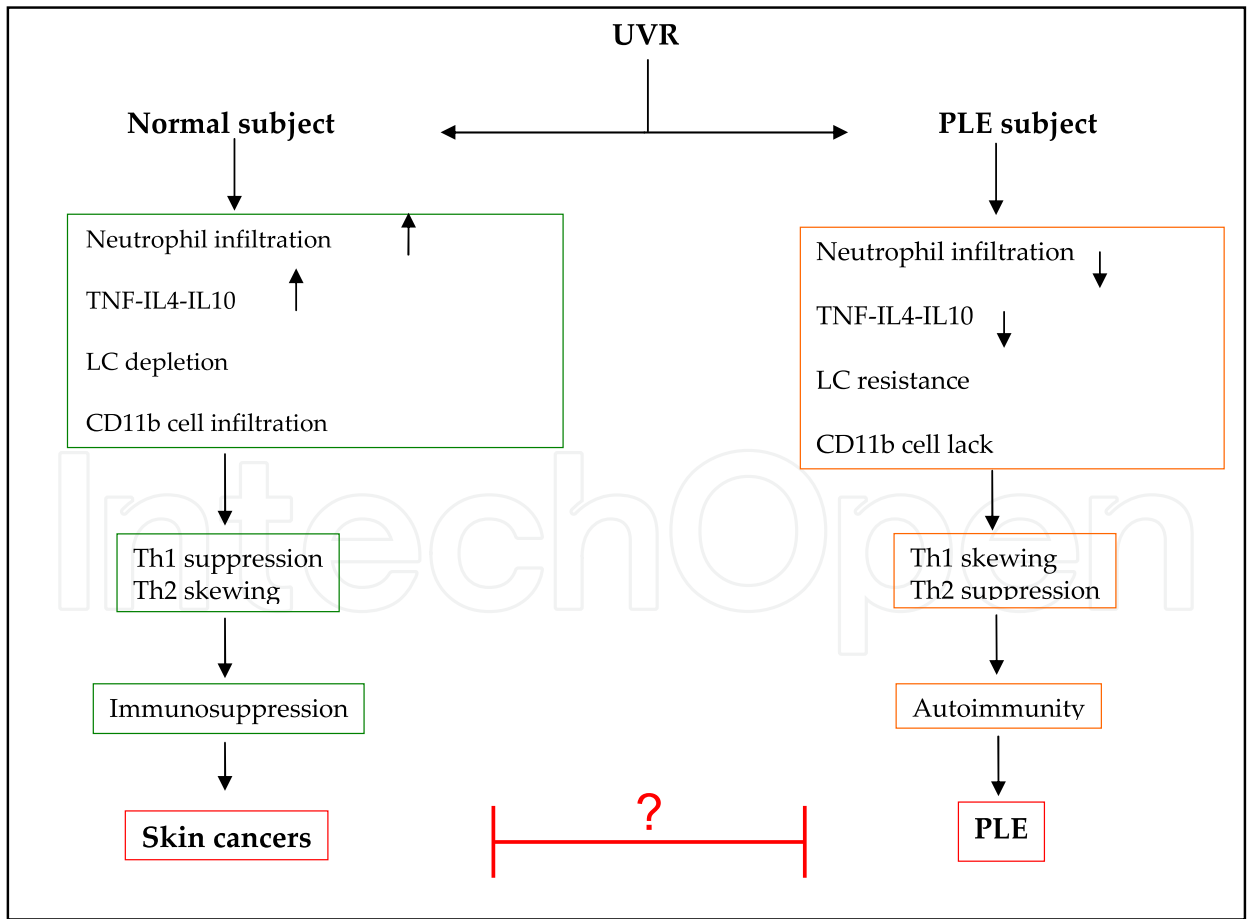 UVR
Normal subject
PLE subject
Neutrophil infiltration
TNF-IL4-IL10
LC depletion
CD11b cell infiltration
Neutrophil infiltration
TNF-IL4-IL10
LC resistance
CD11b cell lack
IntechOpen
Th1 suppression
Th2 skewing
Th1 skewing
Th2 suppression
Immunosuppression
Autoimmunity
Skin cancers
?
PLE